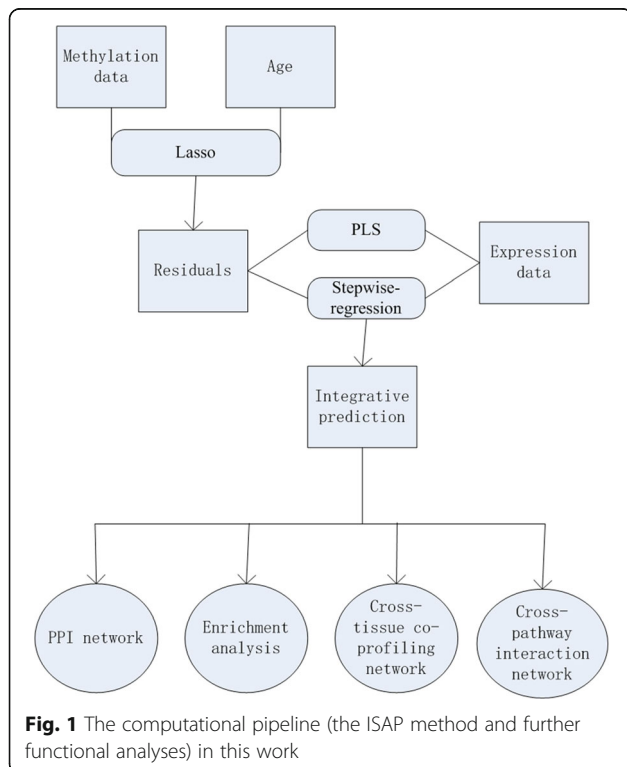 Methylation
data
Age
Lasso
Residuals
PLS
Stepwise-
regression
Expression
data
Integrative
prediction
PPI network
Enrichment
analysis
Cross-
tissue co-
profiling
network
Cross-
pathway
interaction
network
Fig. 1 The computational pipeline (the ISAP method and further
functional analyses) in this work